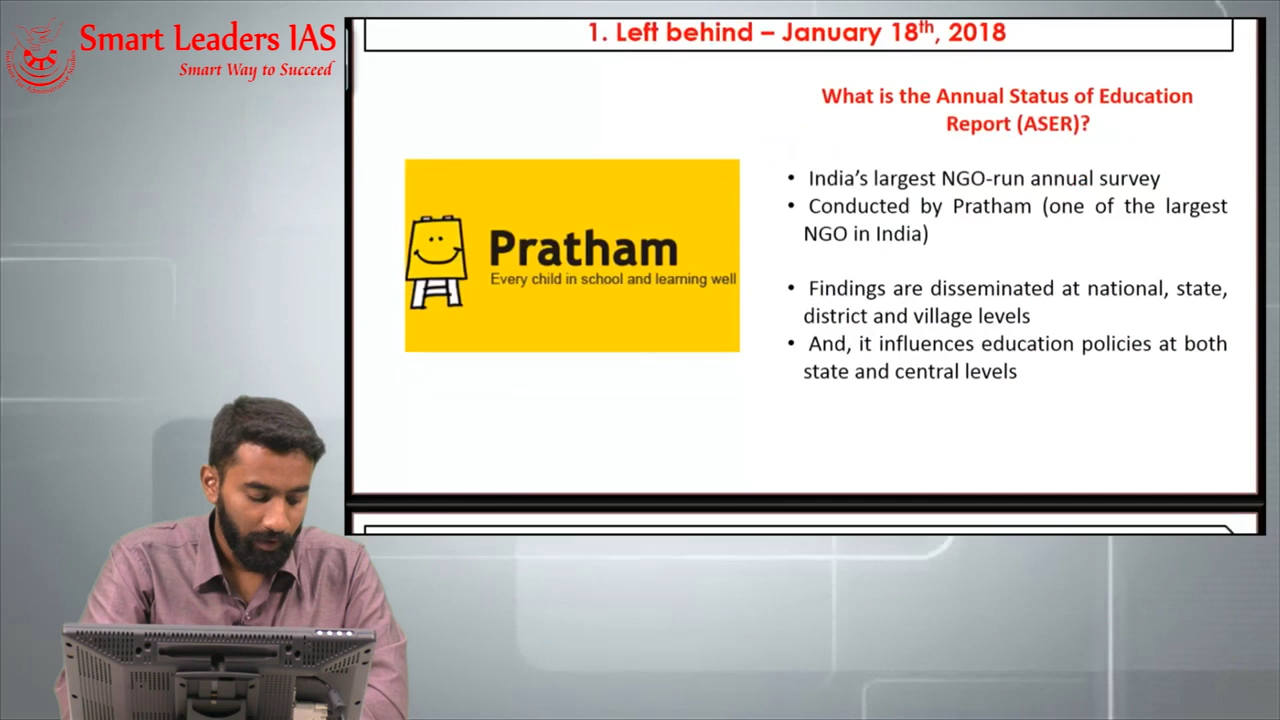 Smart Leaders IAS
Smart Way to Succeed
1. Left behind – January 18th, 2018
What is the Annual Status of Education
Report (ASER)?
• India’s largest NGO-run annual survey
• Conducted by Pratham (one of the largest
NGO in India)
• Findings are disseminated at national, state,
district and village levels
• And, it influences education policies at both
state and central levels
Pratham
Every child in school and learning well